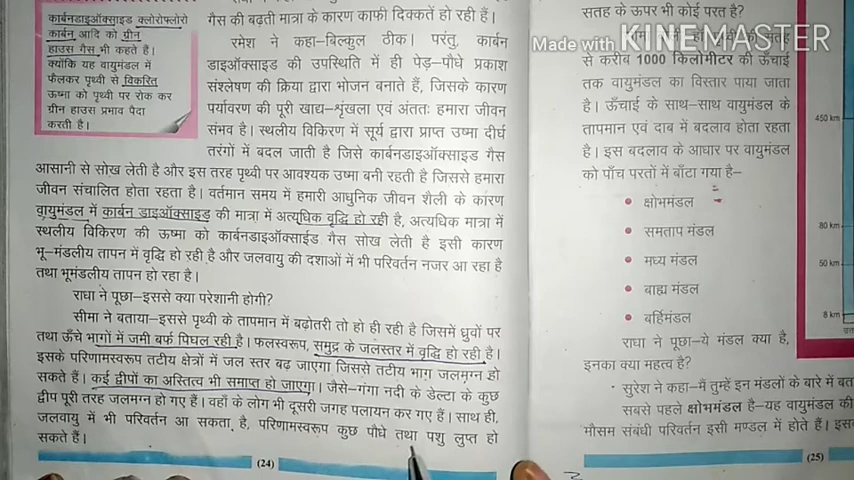 कार्बनडाइऑक्साइड क्लोरोफ्लोरो
कार्बन आदि को ग्रीन
हाउस गैस भी कहते हैं।
क्योंकि यह वायुमंडल में
फैलकर पृथ्वी से विकरित
ऊष्मा को पृथ्वी पर रोक कर
ग्रीन हाउस प्रभाव पैदा
करती है।
गैस की बढ़ती मात्रा के कारण काफी दिक्कतें हो रही हैं।
रमेश ने कहा-बिल्कुल ठीक। परंतु, कार्बन
डाइऑक्साइड की उपस्थिति में ही पेड़-पौधे प्रकाश
संश्लेषण की क्रिया द्वारा भोजन बनाते हैं, जिसके कारण
पर्यावरण की पूरी खाद्य-शृंखला एवं अंततः हमारा जीवन
संभव है। स्थलीय विकिरण में सूर्य द्वारा प्राप्त उष्मा दीर्घ
तरंगों में बदल जाती है जिसे कार्बनडाइऑक्साइड गैस
आसानी से सोख लेती है और इस तरह पृथ्वी पर आवश्यक उष्मा बनी रहती है जिससे हमारा
जीवन संचालित होता रहता है। वर्तमान समय में हमारी आधुनिक जीवन शैली के कारण
वायुमंडल में कार्बन डाइऑक्साइड की मात्रा में अत्यधिक वृद्धि हो रही है, अत्यधिक मात्रा में
स्थलीय विकिरण की ऊष्मा को कार्बनडाइऑक्साईड गैस सोख लेती है इसी कारण
भू-मंडलीय तापन में वृद्धि हो रही है और जलवायु की दशाओं में भी परिवर्तन नजर आ रहा है
तथा भूमंडलीय तापन हो रहा है।
राधा ने पूछा-इससे क्या परेशानी होगी?
सीमा ने बताया-इससे पृथ्वी के तापमान में बढ़ोतरी तो हो ही रही है जिसमें ध्रुवों पर
तथा ऊँचे भागों में जमी बर्फ पिघल रही है। फलस्वरूप, समुद्र के जलस्तर में वृद्धि हो रही है।
इसके परिणामस्वरूप तटीय क्षेत्रों में जल स्तर बढ़ जाएगा जिससे तटीय भाग जलमग्न हो
सकते हैं। कई द्वीपों का अस्तित्व भी समाप्त हो जाएगा। जैसे-गंगा नदी के डेल्टा के कुछ
द्वीप पूरी तरह जलमग्न हो गए हैं। वहाँ के लोग भी दूसरी जगह पलायन कर गए हैं। साथ ही,
जलवायु में भी परिवर्तन आ सकता है, परिणामस्वरूप कुछ पौधे तथा पशु लुप्त हो
सकते हैं।
(24)
सतह के ऊपर भी कोई परत है?
Made with KINEMASTER
से करीब 1000 किलोमीटर की ऊँचाई
तक वायुमंडल का विस्तार पाया जाता
है। ऊँचाई के साथ-साथ वायुमंडल के
तापमान एवं दाब में बदलाव होता रहता
है। इस बदलाव के आधार पर वायुमंडल
को पाँच परतों में बाँटा गया है–
• क्षोभमंडल
• समताप मंडल
• मध्य मंडल
• बाह्य मंडल
• बर्हिमंडल
राधा ने पूछा-ये मंडल क्या है,
इनका क्या महत्व है?
सुरेश ने कहा-मैं तुम्हें इन मंडलों के बारे में
सबसे पहले क्षोभमंडल है-यह वायुमंडल की
मौसम संबंधी परिवर्तन इसी मण्डल में होते हैं।
(25)
450 km
80 km
50 km
8 km